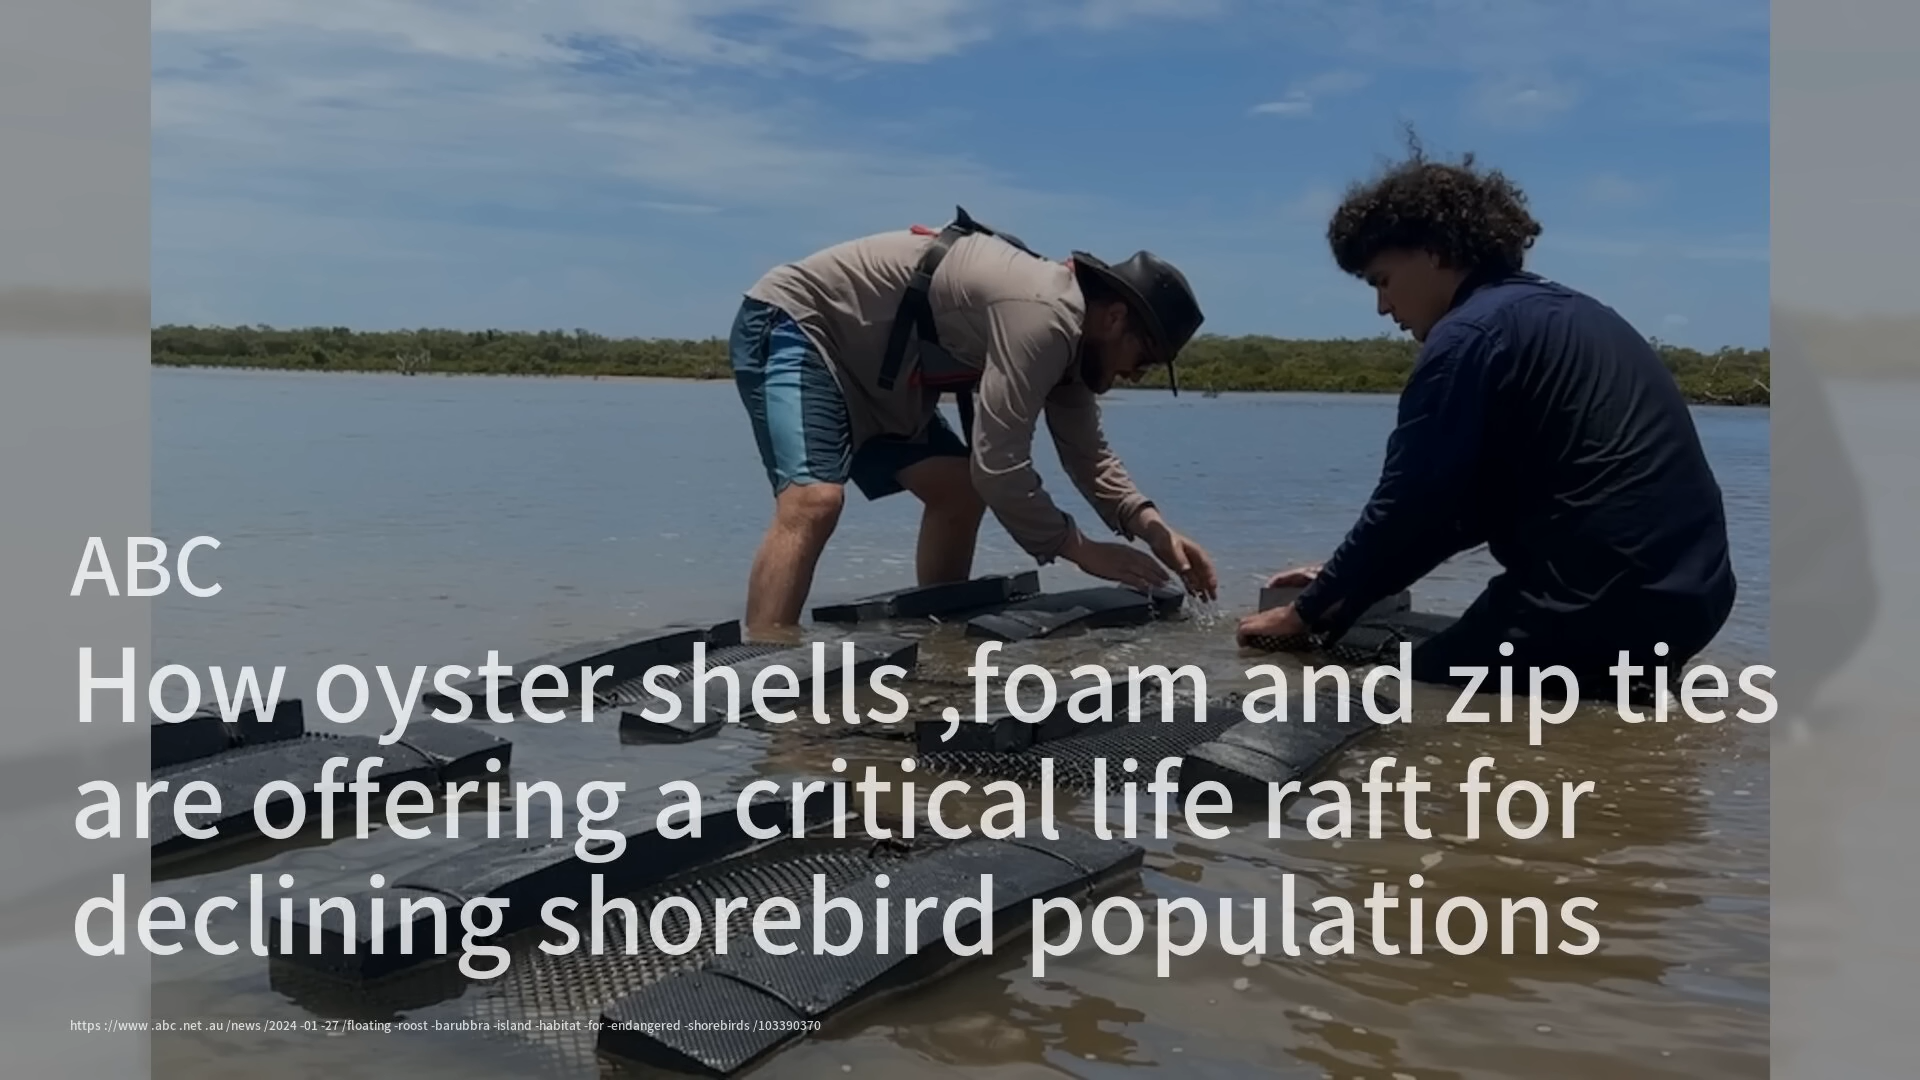 ABC
How oyster shells ,foam and zip ties
are offering a critical life raft for
declining shorebird populations
https ://www .abc .net .au /news /2024 -01 -27 /floating -roost -barubbra -island -habitat -for -endangered -shorebirds /103390370